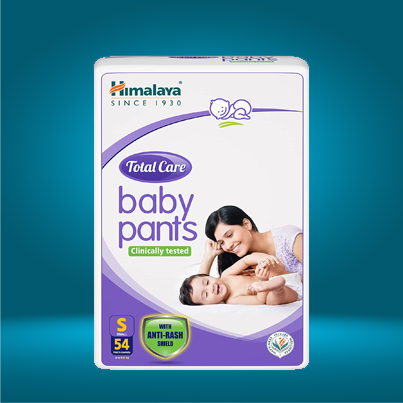 Himalaya
SINCE 1930
Total Care
baby
pants
Clinically tested
S
54
WITH
ANTI-RASH
SHIELD